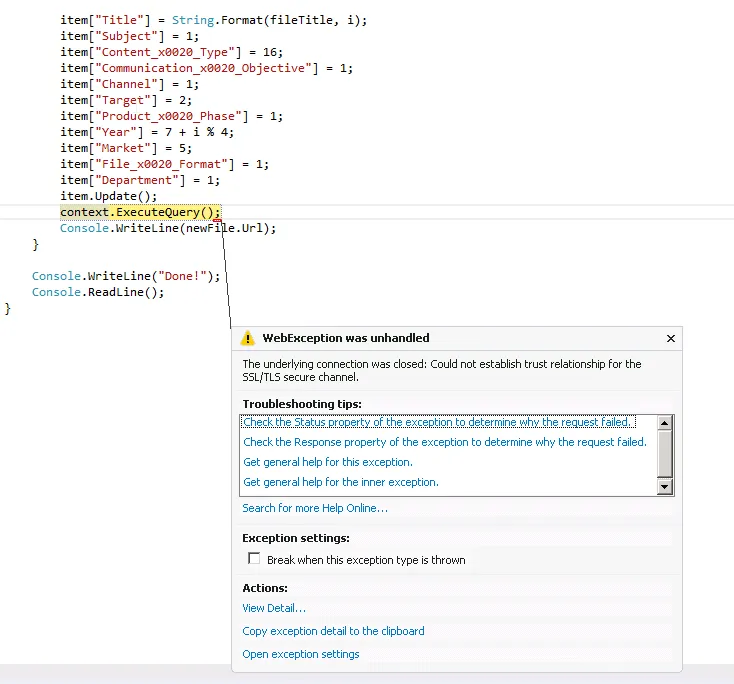 item["Title"] = String.Format(fileTitle, i);
item["Subject"] = 1;
item["Content_x0020_Type"] = 16;
item["Communication_x0020_Objective"] = 1;
item["Channel"] = 1;
item["Target"] = 2;
item["Product_x0020_Phase"] = 1;
item["Year"] = 7 + i % 4;
item["Market"] = 5;
item["File_x0020_Format"] = 1;
item["Department"] = 1;
item.Update();
context.ExecuteQuery();
Console.WriteLine(newFile.Url);
}
Console.WriteLine("Done!");
Console.ReadLine();
}
WebException was unhandled
The underlying connection was closed: Could not establish trust relationship for the
SSL/TLS secure channel.
Troubleshooting tips:
Check the Status property of the exception to determine why the request failed.
Check the Response property of the exception to determine why the request failed.
Get general help for this exception.
Get general help for the inner exception.
Search for more Help Online...
Exception settings:
Break when this exception type is thrown
Actions:
View Detail...
Copy exception detail to the clipboard
Open exception settings